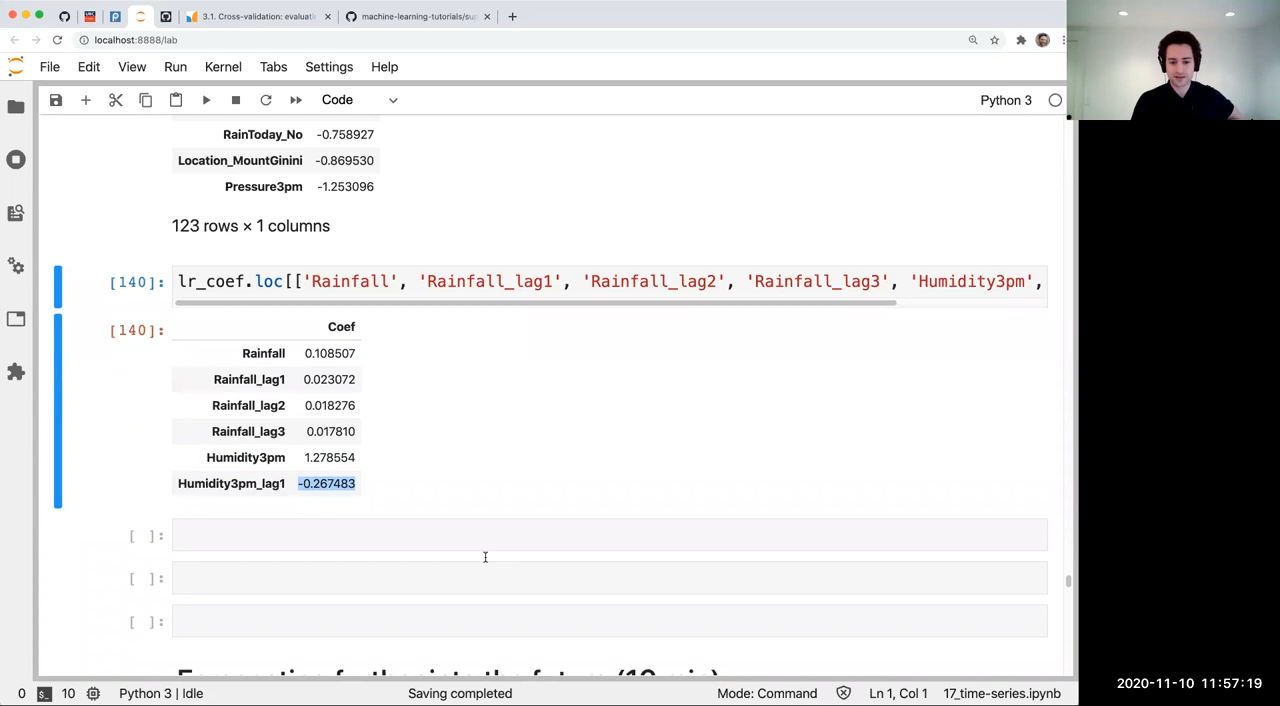 3.1. Cross-validation: evaluati
machine-learning-tutorials/su
localhost:8888/lab
File Edit View Run Kernel Tabs Settings Help
Code
Python 3
RainToday_No -0.758927
Location_MountGinini -0.869530
Pressure3pm -1.253096
123 rows × 1 columns
[140]: lr_coef.loc[['Rainfall', 'Rainfall_lag1', 'Rainfall_lag2', 'Rainfall_lag3', 'Humidity3pm',
[140]:
Coef
Rainfall 0.108507
Rainfall_lag1 0.023072
Rainfall_lag2 0.018276
Rainfall_lag3 0.017810
Humidity3pm 1.278554
Humidity3pm_lag1 -0.267483
[ ]:
[ ]:
[ ]:
0 10 Python 3 | Idle Saving completed Mode: Command Ln 1, Col 1 17_time-series.ipynb
2020-11-10 11:57:19